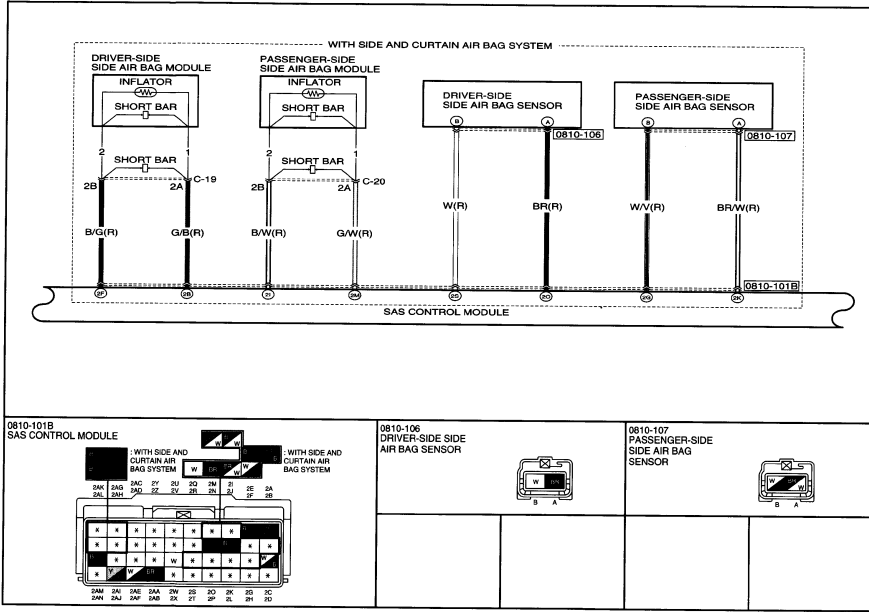 WITH SIDE AND CURTAIN AIR BAG SYSTEM
DRIVER-SIDE
SIDE AIR BAG MODULE
INFLATOR
SHORT BAR
2 1
SHORT BAR
2B 2A C-19
B/G(R) G/B(R)
PASSENGER-SIDE
SIDE AIR BAG MODULE
INFLATOR
SHORT BAR
2 1
SHORT BAR
2B 2A C-20
B/W(R) G/W(R)
DRIVER-SIDE
SIDE AIR BAG SENSOR
B A
0810-106
W(R) BR(R)
PASSENGER-SIDE
SIDE AIR BAG SENSOR
B A
0810-107
W/V(R) BR/W(R)
0810-101B
2F 2B 2I 2M 2S 2O 2G 2K
SAS CONTROL MODULE
0810-101B
SAS CONTROL MODULE
: WITH SIDE AND
CURTAIN AIR
BAG SYSTEM
: WITH SIDE AND
CURTAIN AIR
BAG SYSTEM
W W
W BR W
2AK 2AG 2AC 2Y 2U 2Q 2M 2I 2E 2A
2AL 2AH 2AD 2Z 2V 2R 2N 2J 2F 2B
* * * * * * * *
* * * * * * * *
* * * W * * * * W
* W BR * * * * * *
2AM 2AI 2AE 2AA 2W 2S 2O 2K 2G 2C
2AN 2AJ 2AF 2AB 2X 2T 2P 2L 2H 2D
0810-106
DRIVER-SIDE SIDE
AIR BAG SENSOR
W BR
B A
0810-107
PASSENGER-SIDE
SIDE AIR BAG
SENSOR
W BR
B A